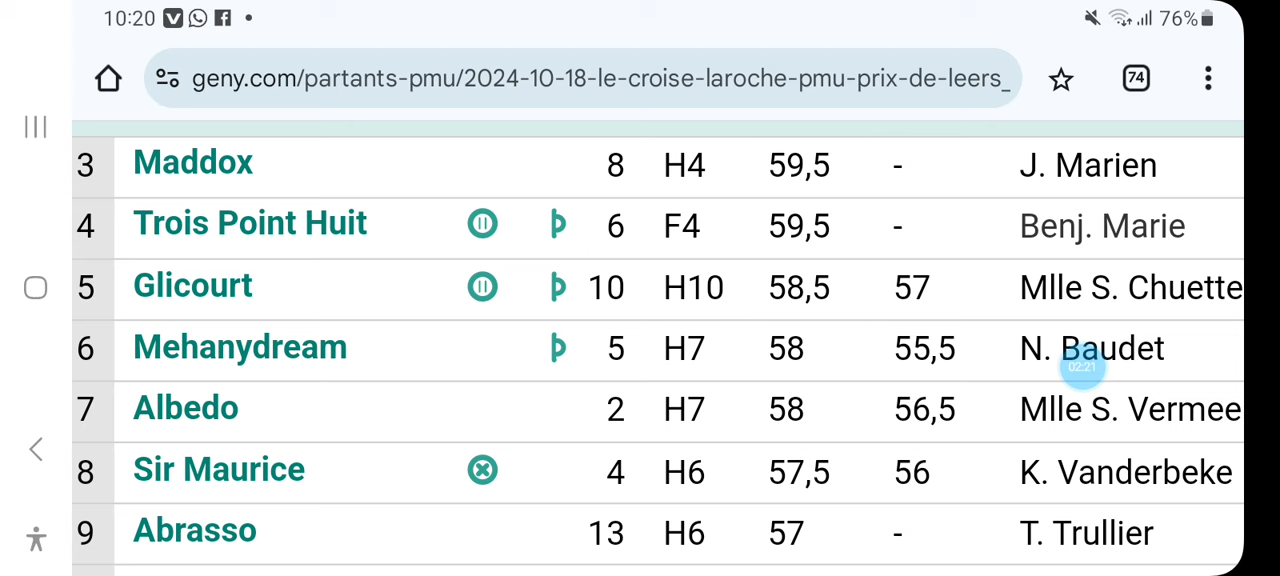 10:20 76%
geny.com/partants-pmu/2024-10-18-le-croise-laroche-pmu-prix-de-leers_ 74
3 Maddox 8 H4 59,5 - J. Marien
4 Trois Point Huit 6 F4 59,5 - Benj. Marie
5 Glicourt 10 H10 58,5 57 Mlle S. Chuette
6 Mehanydream 5 H7 58 55,5 N. Baudet
02:21
7 Albedo 2 H7 58 56,5 Mlle S. Vermee
8 Sir Maurice 4 H6 57,5 56 K. Vanderbeke
9 Abrasso 13 H6 57 - T. Trullier